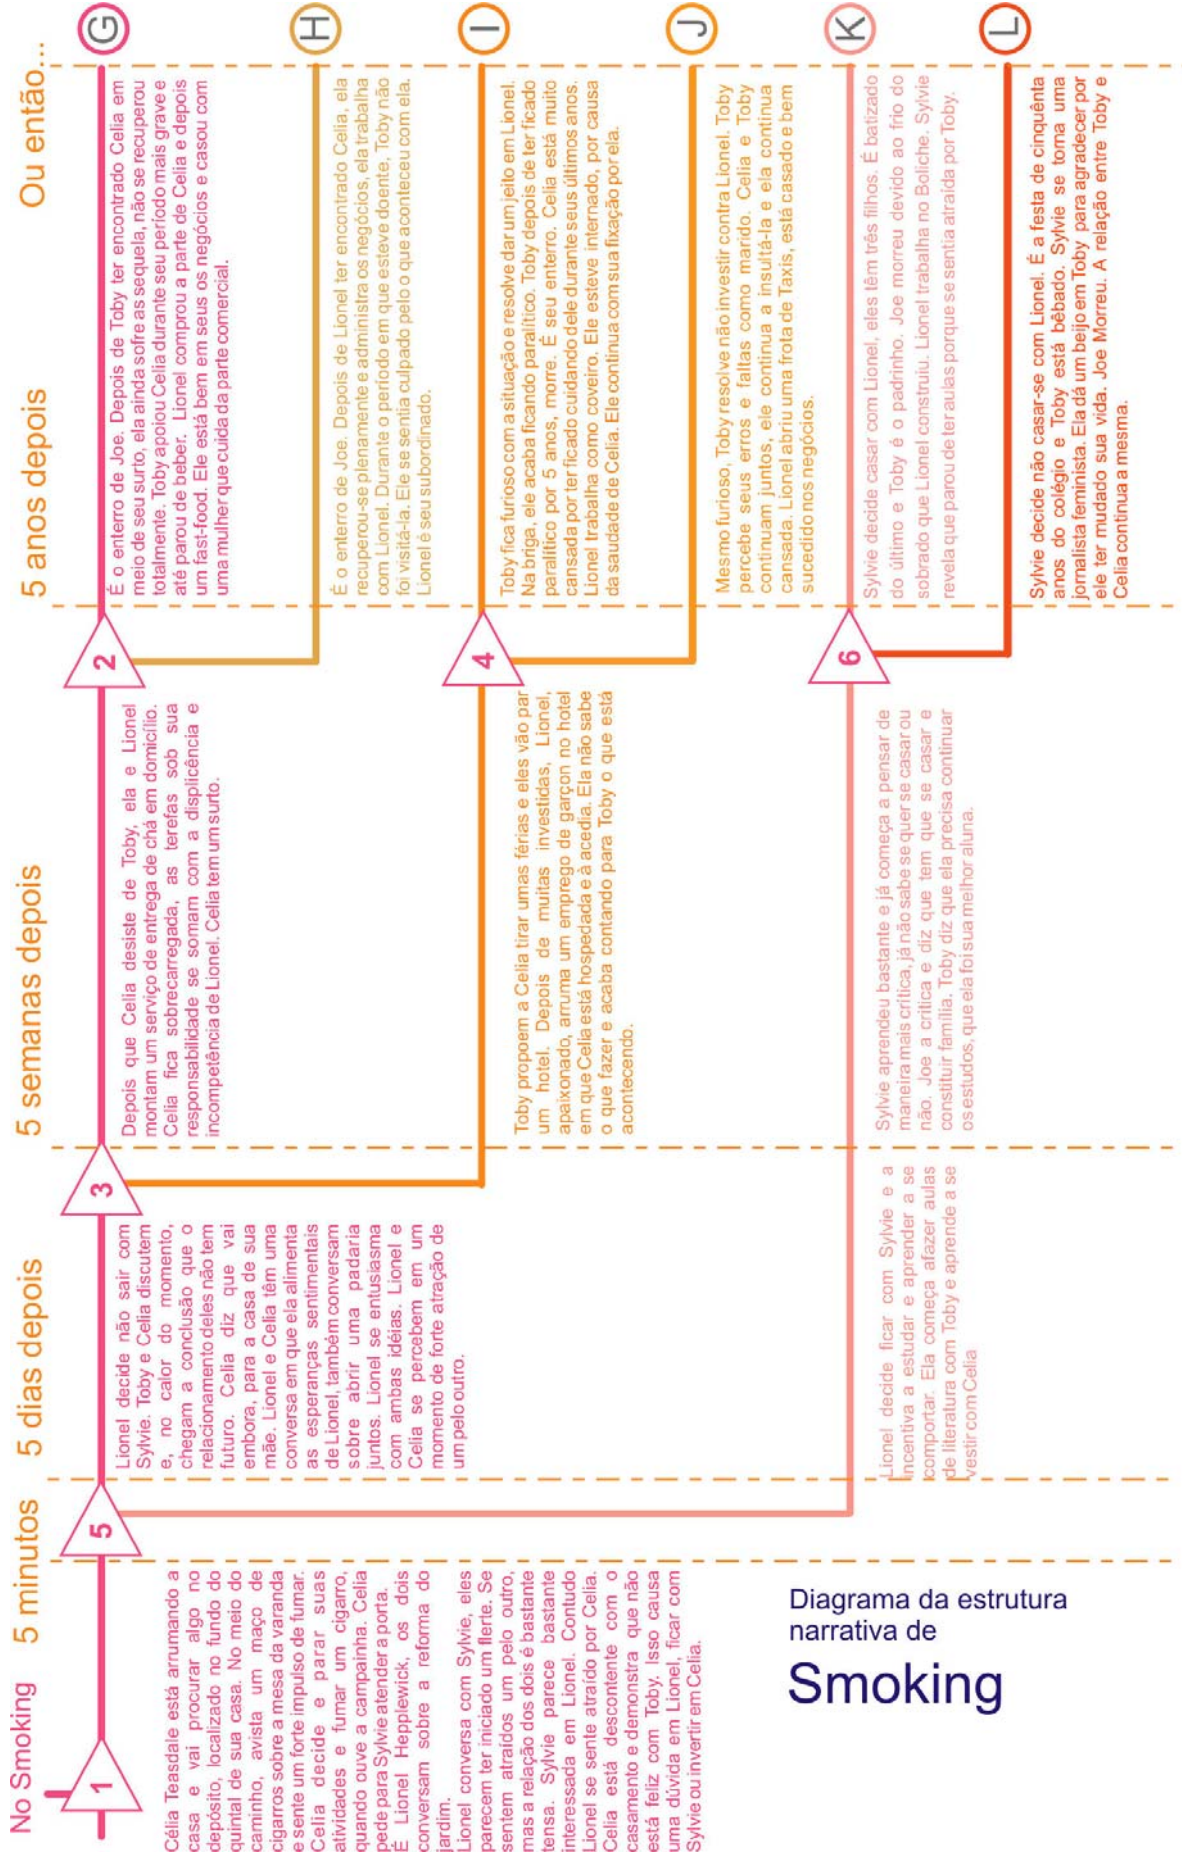 No Smoking
5 minutos
5 dias depois
5 semanas depois
5 anos depois
Ou então...
1
5
3
2
4
6
G
H
I
J
K
L
Célia Teasdale está arrumando a
casa e vai procurar algo no
depósito, localizado no fundo do
quintal de sua casa. No meio do
caminho, avista um maço de
cigarros sobre a mesa da varanda
e sente um forte impulso de fumar.
Celia decide e parar suas
atividades e fumar um cigarro,
quando ouve a campainha. Celia
pede para Sylvie atender a porta.
É Lionel Hepplewick, os dois
conversam sobre a reforma do
jardim.
Lionel conversa com Sylvie, eles
parecem ter iniciado um flerte. Se
sentem atraídos um pelo outro,
mas a relação dos dois é bastante
tensa. Sylvie parece bastante
interessada em Lionel. Contudo
Lionel se sente atraído por Celia.
Celia está descontente com o
casamento e demonstra que não
está feliz com Toby. Isso causa
uma dúvida em Lionel, ficar com
Sylvie ou invertir em Celia.
Lionel decide não sair com
Sylvie. Toby e Celia discutem
e, no calor do momento,
chegam a conclusão que o
relacionamento deles não tem
futuro. Celia diz que vai
embora, para a casa de sua
mãe. Lionel e Celia têm uma
conversa em que ela alimenta
as esperanças sentimentais
de Lionel, também conversam
sobre abrir uma padaria
juntos. Lionel se entusiasma
com ambas idéias. Lionel e
Celia se percebem em um
momento de forte atração de
um pelo outro.
Lionel decide ficar com Sylvie e a
incentiva a estudar e aprender a se
comportar. Ela começa afazer aulas
de literatura com Toby e aprende a se
vestir com Celia
Depois que Celia desiste de Toby, ela e Lionel
montam um serviço de entrega de chá em domicílio.
Celia fica sobrecarregada, as terefas sob sua
responsabilidade se somam com a displicência e
incompetência de Lionel. Celia tem um surto.
Toby propoem a Celia tirar umas férias e eles vão par
um hotel. Depois de muitas investidas, Lionel,
apaixonado, arruma um emprego de garçon no hotel
em que Celia está hospedada e à acedia. Ela não sabe
o que fazer e acaba contando para Toby o que está
acontecendo.
Sylvie aprendeu bastante e já começa a pensar de
maneira mais crítica, já não sabe se quer se casar ou
não. Joe a critica e diz que tem que se casar e
constituir família. Toby diz que ela precisa continuar
os estudos, que ela foi sua melhor aluna.
É o enterro de Joe. Depois de Toby ter encontrado Celia em
meio de seu surto, ela ainda sofre as sequela, não se recuperou
totalmente. Toby apoiou Celia durante seu período mais grave e
até parou de beber. Lionel comprou a parte de Celia e depois
um fast-food. Ele está bem em seus os negócios e casou com
uma mulher que cuida da parte comercial.
É o enterro de Joe. Depois de Lionel ter encontrado Celia, ela
recuperou-se plenamente e administra os negócios, ela trabalha
com Lionel. Durante o período em que esteve doente, Toby não
foi visitá-la. Ele se sentia culpado pelo o que aconteceu com ela.
Lionel è seu subordinado.
Toby fica furioso com a situação e resolve dar um jeito em Lionel.
Na briga, ele acaba ficando paralítico. Toby depois de ter ficado
paralítico por 5 anos, morre. É seu enterro. Celia está muito
cansada por ter ficado cuidando dele durante seus últimos anos.
Lionel trabalha como coveiro. Ele esteve internado, por causa
da saudade de Celia. Ele continua com sua fixação por ela.
Mesmo furioso, Toby resolve não investir contra Lionel. Toby
percebe seus erros e faltas como marido. Celia e Toby
continuam juntos, ele continua a insultá-la e ela continua
cansada. Lionel abriu uma frota de Taxis, está casado e bem
sucedido nos negócios.
Sylvie decide casar com Lionel, eles têm três filhos. É batizado
do último e Toby é o padrinho. Joe morreu devido ao frio do
sobrado que Lionel construiu. Lionel trabalha no Boliche. Sylvie
revela que parou de ter aulas porque se sentia atraída por Toby.
Sylvie decide não casar-se com Lionel. É a festa de cinquênta
anos do colégio e Toby está bêbado. Sylvie se torna uma
jornalista feminista. Ela dá um beijo em Toby para agradecer por
ele ter mudado sua vida. Joe Morreu. A relação entre Toby e
Celia continua a mesma.
Diagrama da estrutura
narrativa de
Smoking